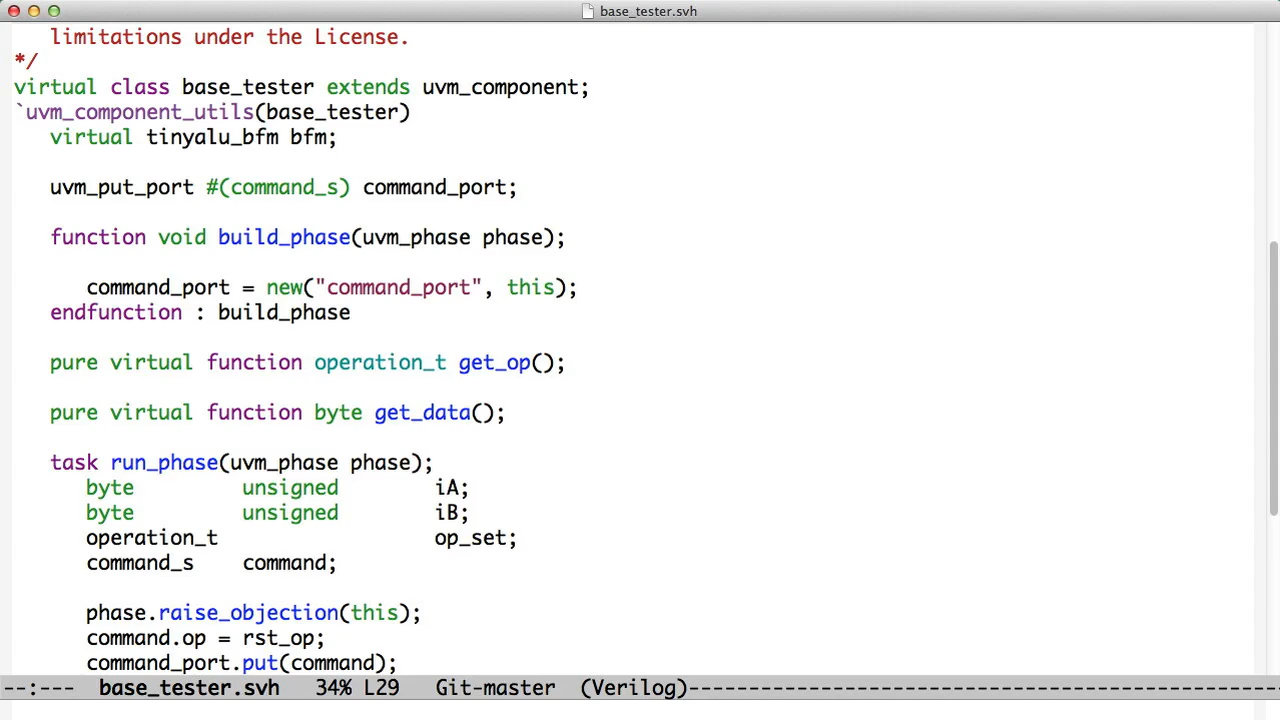 base_tester.svh
limitations under the License.
*/
virtual class base_tester extends uvm_component;
`uvm_component_utils(base_tester)
virtual tinyalu_bfm bfm;
uvm_put_port #(command_s) command_port;
function void build_phase(uvm_phase phase);
command_port = new("command_port", this);
endfunction : build_phase
pure virtual function operation_t get_op();
pure virtual function byte get_data();
task run_phase(uvm_phase phase);
byte unsigned iA;
byte unsigned iB;
operation_t op_set;
command_s command;
phase.raise_objection(this);
command.op = rst_op;
command_port.put(command);
--:--- base_tester.svh 34% L29 Git-master (Verilog)-------------------------------------------------